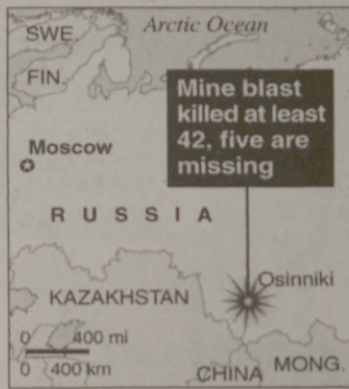 SWE.
Arctic Ocean
FIN.
Mine blast
killed at least
42, five are
missing
Moscow
RUSSIA
Osinniki
KAZAKHSTAN
0 400 mi
0 400 km
CHINA
MONG.